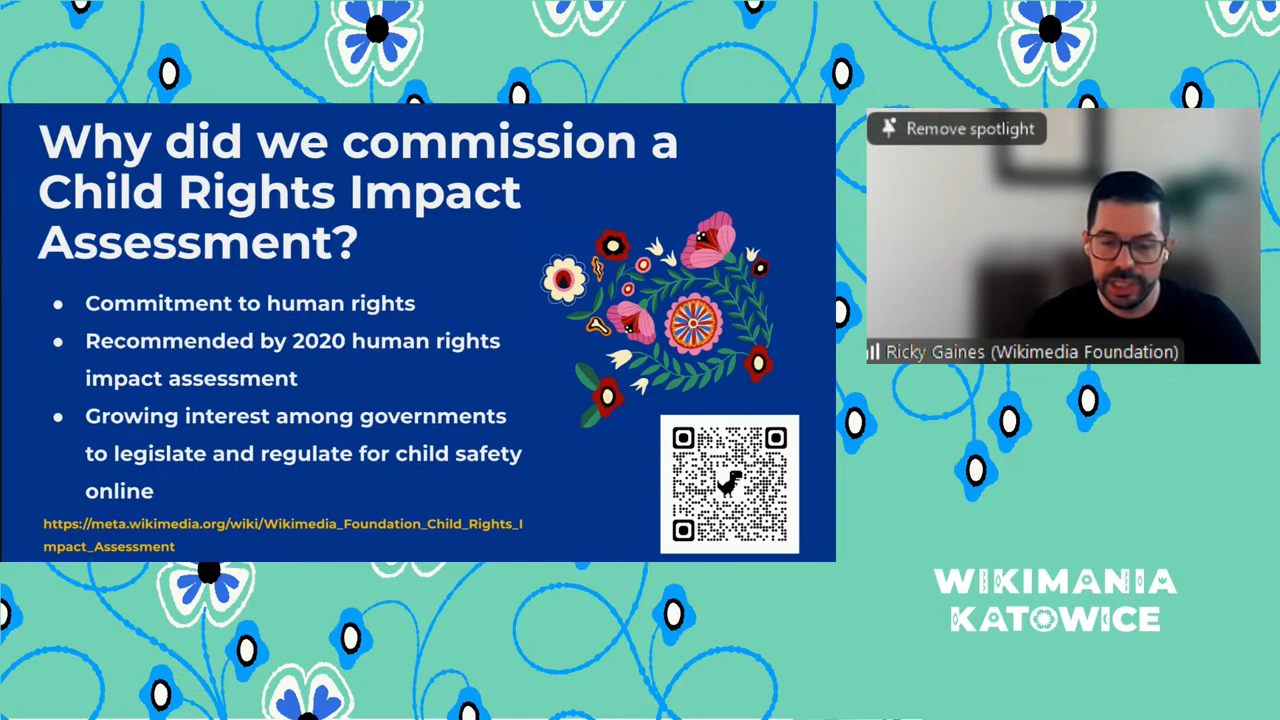 Why did we commission a
Child Rights Impact
Assessment?
● Commitment to human rights
● Recommended by 2020 human rights
impact assessment
● Growing interest among governments
to legislate and regulate for child safety
online
https://meta.wikimedia.org/wiki/Wikimedia_Foundation_Child_Rights_I
mpact_Assessment
Remove spotlight
Ricky Gaines (Wikimedia Foundation)
WIKIMANIA
KATOWICE